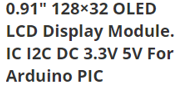 0.91" 128×32 OLED
LCD Display Module.
IC I2C DC 3.3V 5V For
Arduino PIC